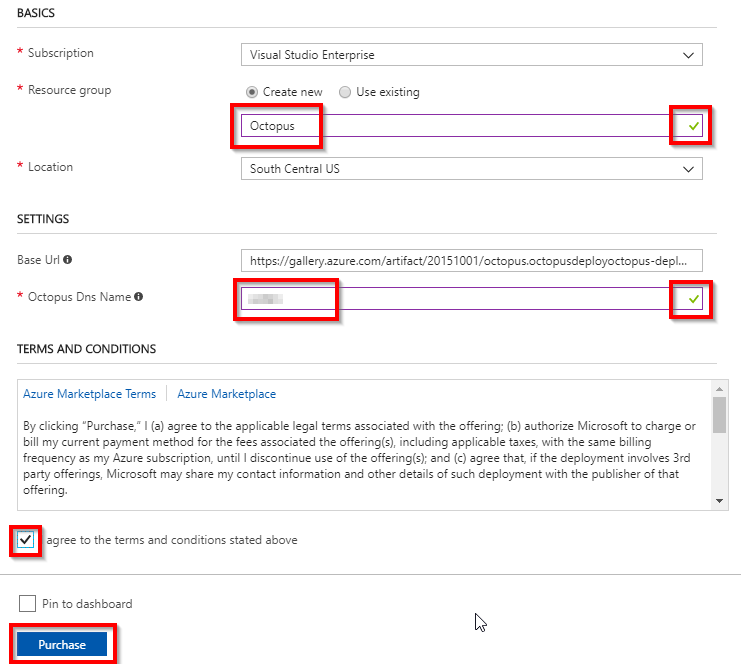 BASICS
* Subscription
Visual Studio Enterprise
* Resource group
Create new Use existing
Octopus
* Location
South Central US
SETTINGS
Base Url
https://gallery.azure.com/artifact/20151001/octopus.octopusdeployoctopus-depl...
* Octopus Dns Name
TERMS AND CONDITIONS
Azure Marketplace Terms Azure Marketplace
By clicking "Purchase," I (a) agree to the applicable legal terms associated with the offering; (b) authorize Microsoft to charge or
bill my current payment method for the fees associated the offering(s), including applicable taxes, with the same billing
frequency as my Azure subscription, until I discontinue use of the offering(s); and (c) agree that, if the deployment involves 3rd
party offerings, Microsoft may share my contact information and other details of such deployment with the publisher of that
offering.
agree to the terms and conditions stated above
Pin to dashboard
Purchase